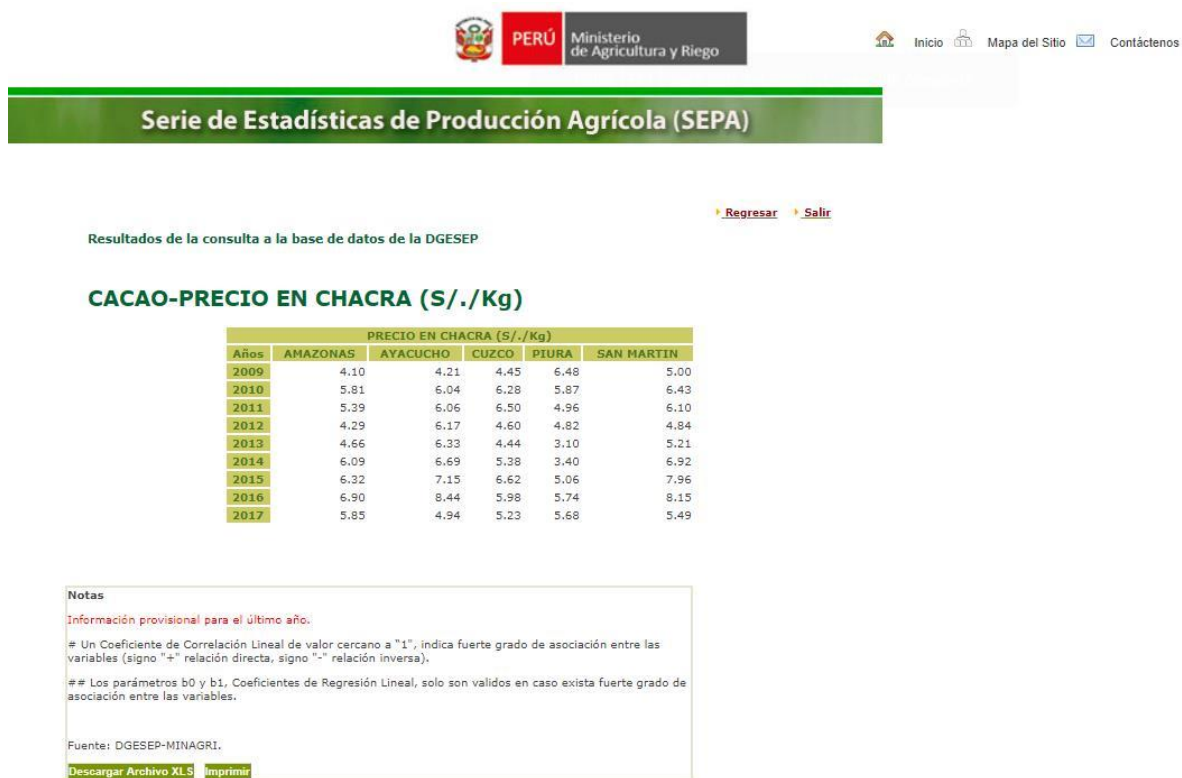 PERÚ Ministerio
de Agricultura y Riego
Inicio Mapa del Sitio Contáctenos
Serie de Estadísticas de Producción Agrícola (SEPA)
Regresar Salir
Resultados de la consulta a la base de datos de la DGESEP
CACAO-PRECIO EN CHACRA (S/./Kg)
PRECIO EN CHACRA (S/./Kg)
Años AMAZONAS AYACUCHO CUZCO PIURA SAN MARTIN
2009 4.10 4.21 4.45 6.48 5.00
2010 5.81 6.04 6.28 5.87 6.43
2011 5.39 6.06 6.50 4.96 6.10
2012 4.29 6.17 4.60 4.82 4.84
2013 4.66 6.33 4.44 3.10 5.21
2014 6.09 6.69 5.38 3.40 6.92
2015 6.32 7.15 6.62 5.06 7.96
2016 6.90 8.44 5.98 5.74 8.15
2017 5.85 4.94 5.23 5.68 5.49
Notas
Información provisional para el último año.
# Un Coeficiente de Correlación Lineal de valor cercano a "1", indica fuerte grado de asociación entre las
variables (signo "+" relación directa, signo "-" relación inversa).
## Los parámetros b0 y b1, Coeficientes de Regresión Lineal, solo son validos en caso exista fuerte grado de
asociación entre las variables.
Fuente: DGESEP-MINAGRI.
Descargar Archivo XLS Imprimir